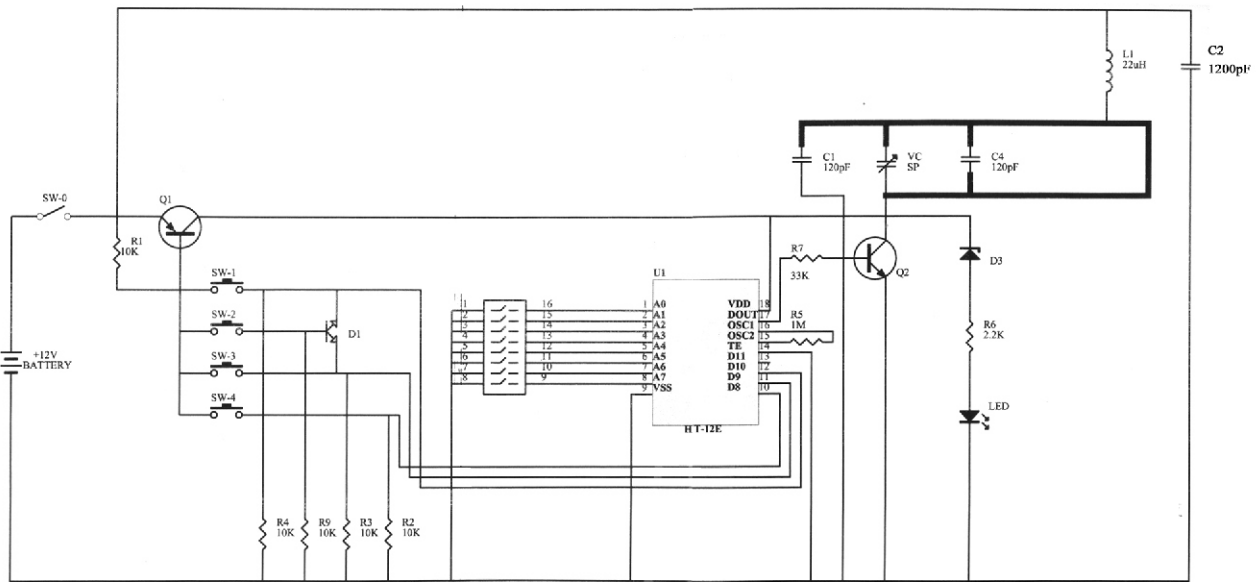 C2
1200pF
L1
22uH
C1
120pF
VC
SP
C4
120pF
SW-0
Q1
R1
10K
SW-1
SW-2
SW-3
SW-4
D1
+12V
BATTERY
U1
1 16 1 A0 VDD 18
2 15 2 A1 DOUT 17
3 14 3 A2 OSC1 16
4 13 4 A3 OSC2 15
5 12 5 A4 TE 14
6 11 6 A5 D11 13
7 10 7 A6 D10 12
8 9 8 A7 D9 11
9 VSS D8 10
HT-12E
R7
33K
R5
1M
Q2
D3
R6
2.2K
LED
R4
10K
R9
10K
R3
10K
R2
10K